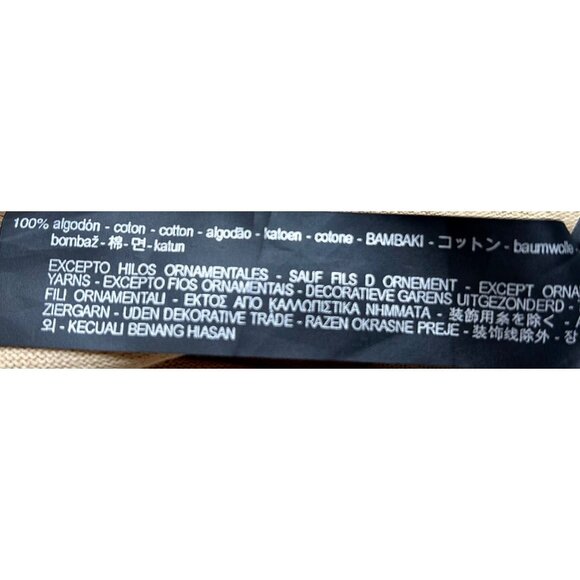 100% algodón - coton - cotton - algodão - katoen - cotone - BAMBAKI - コットン - baumwolle
bombaž - 棉 - 면 - katun
EXCEPTO HILOS ORNAMENTALES - SAUF FILS D ORNEMENT - EXCEPT ORNA
YARNS - EXCEPTO FIOS ORNAMENTAIS - DECORATIEVE GARENS UITGEZONDERD -
FILI ORNAMENTALI - ΕΚΤΟΣ ΑΠΟ ΚΑΛΛΩΠΙΣΤΙΚΑ ΝΗΜΜΑΤΑ - 装飾用糸を除く -
ZIERGARN - UDEN DEKORATIVE TRADE - RAZEN OKRASNE PREJE - 装饰线除外 - 장
외 - KECUALI BENANG HIASAN